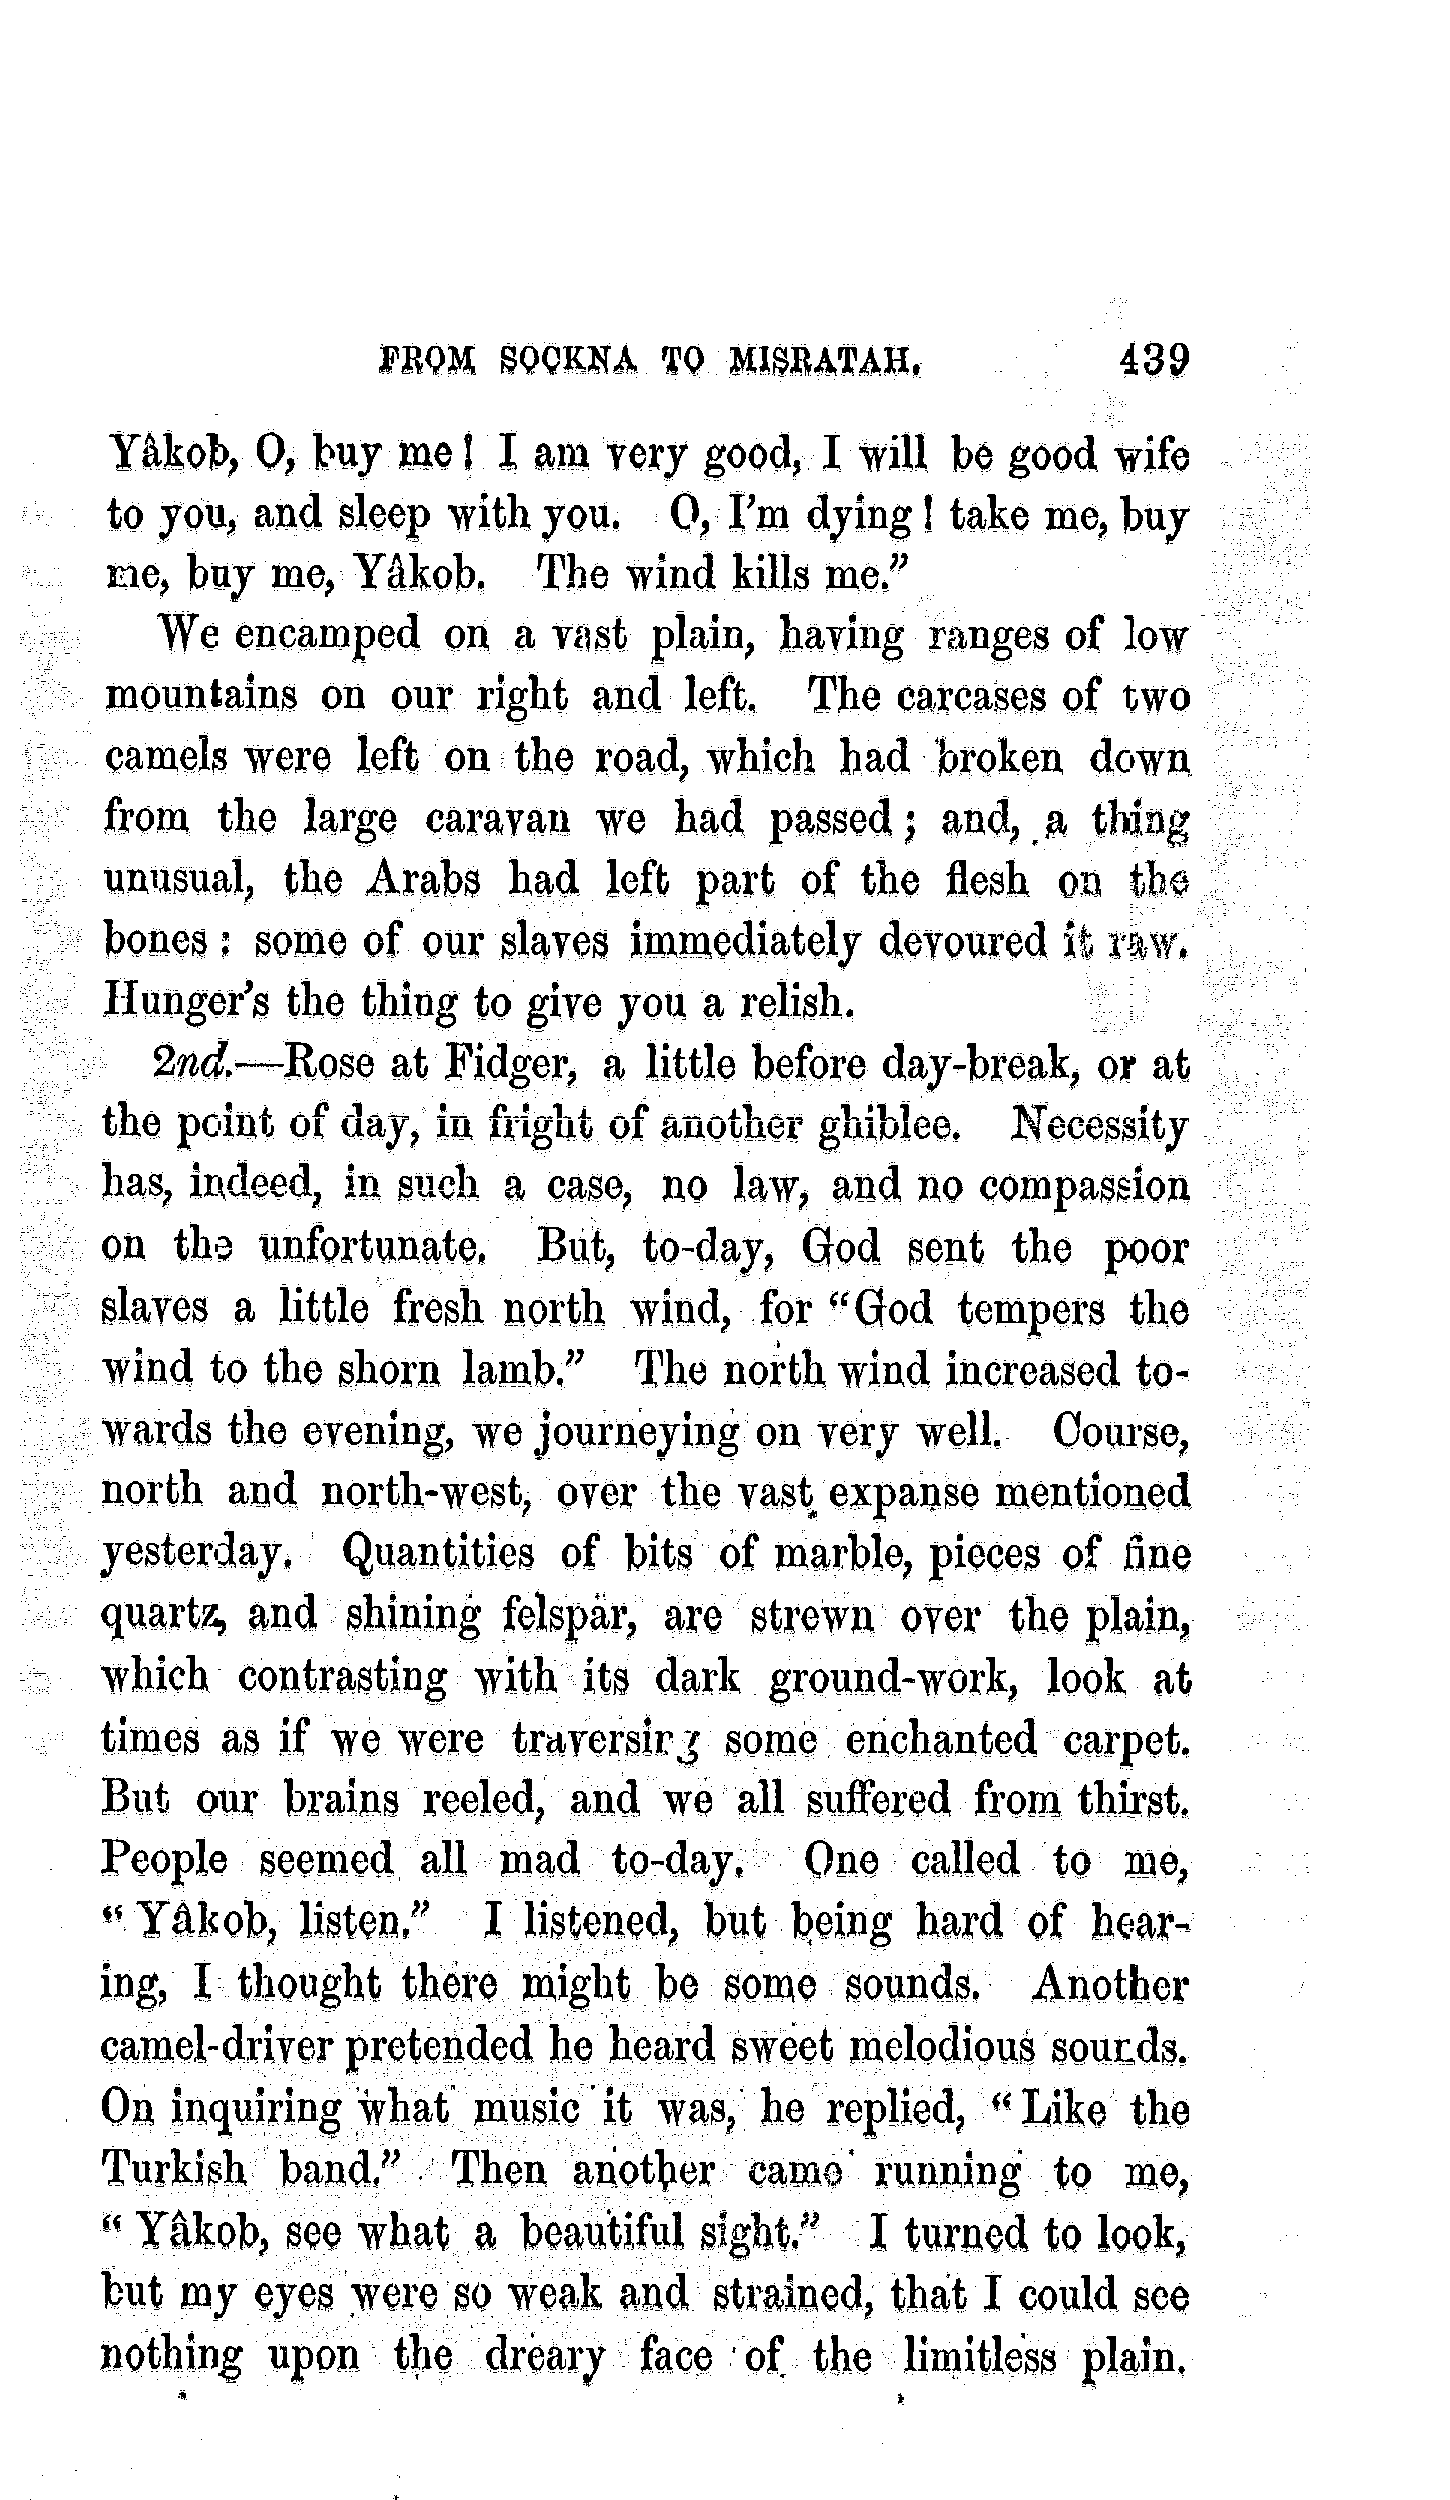 FROM SOCKNA TO MISRATAH. 439
Yâkob, O, buy me! I am very good, I will be good wife
to you, and sleep with you. O, I'm dying! take me, buy
me, buy me, Yâkob. The wind kills me."
We encamped on a vast plain, having ranges of low
mountains on our right and left. The carcases of two
camels were left on the road, which had broken down
from the large caravan we had passed; and, a thing
unusual, the Arabs had left part of the flesh on the
bones: some of our slaves immediately devoured it raw.
Hunger's the thing to give you a relish.
2nd.—Rose at Fidger, a little before day-break, or at
the point of day, in fright of another ghiblee. Necessity
has, indeed, in such a case, no law, and no compassion
on the unfortunate. But, to-day, God sent the poor
slaves a little fresh north wind, for "God tempers the
wind to the shorn lamb." The north wind increased to-
wards the evening, we journeying on very well. Course,
north and north-west, over the vast expanse mentioned
yesterday. Quantities of bits of marble, pieces of fine
quartz, and shining felspar, are strewn over the plain,
which contrasting with its dark ground-work, look at
times as if we were traversing some enchanted carpet.
But our brains reeled, and we all suffered from thirst.
People seemed all mad to-day. One called to me,
"Yâkob, listen." I listened, but being hard of hear-
ing, I thought there might be some sounds. Another
camel-driver pretended he heard sweet melodious sounds.
On inquiring what music it was, he replied, "Like the
Turkish band." Then another came running to me,
"Yâkob, see what a beautiful sight." I turned to look,
but my eyes were so weak and strained, that I could see
nothing upon the dreary face of the limitless plain.